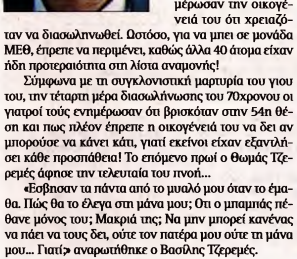 μέρωσαν την οικογέ-
νειά του ότι χρειαζό-
ταν να διασωληνωθεί. Ωστόσο, για να μπει σε μονάδα
ΜΕΘ, έπρεπε να περιμένει, καθώς άλλα 40 άτομα είχαν
ήδη προτεραιότητα στη λίστα αναμονής!
Σύμφωνα με τη συγκλονιστική μαρτυρία του γιου
του, την τέταρτη μέρα διασωλήνωσης του 70χρονου οι
γιατροί τούς ενημέρωσαν ότι βρισκόταν στην 54η θέ-
ση και πως πλέον έπρεπε η οικογένειά του να δει αν
μπορούσε να κάνει κάτι, γιατί εκείνοι είχαν εξαντλή-
σει κάθε προσπάθεια! Το επόμενο πρωί ο Θωμάς Τζε-
ρεμές άφησε την τελευταία του πνοή...
«Εσβησαν τα πάντα από το μυαλό μου όταν το έμα-
θα. Πώς θα το έλεγα στη μάνα μου; Οτι ο μπαμπάς πέ-
θανε μόνος του; Μακριά της; Να μην μπορεί κανένας
να πάει να τους δει, ούτε τον πατέρα μου ούτε τη μάνα
μου... Γιατί;» αναρωτήθηκε ο Βασίλης Τζερεμές.